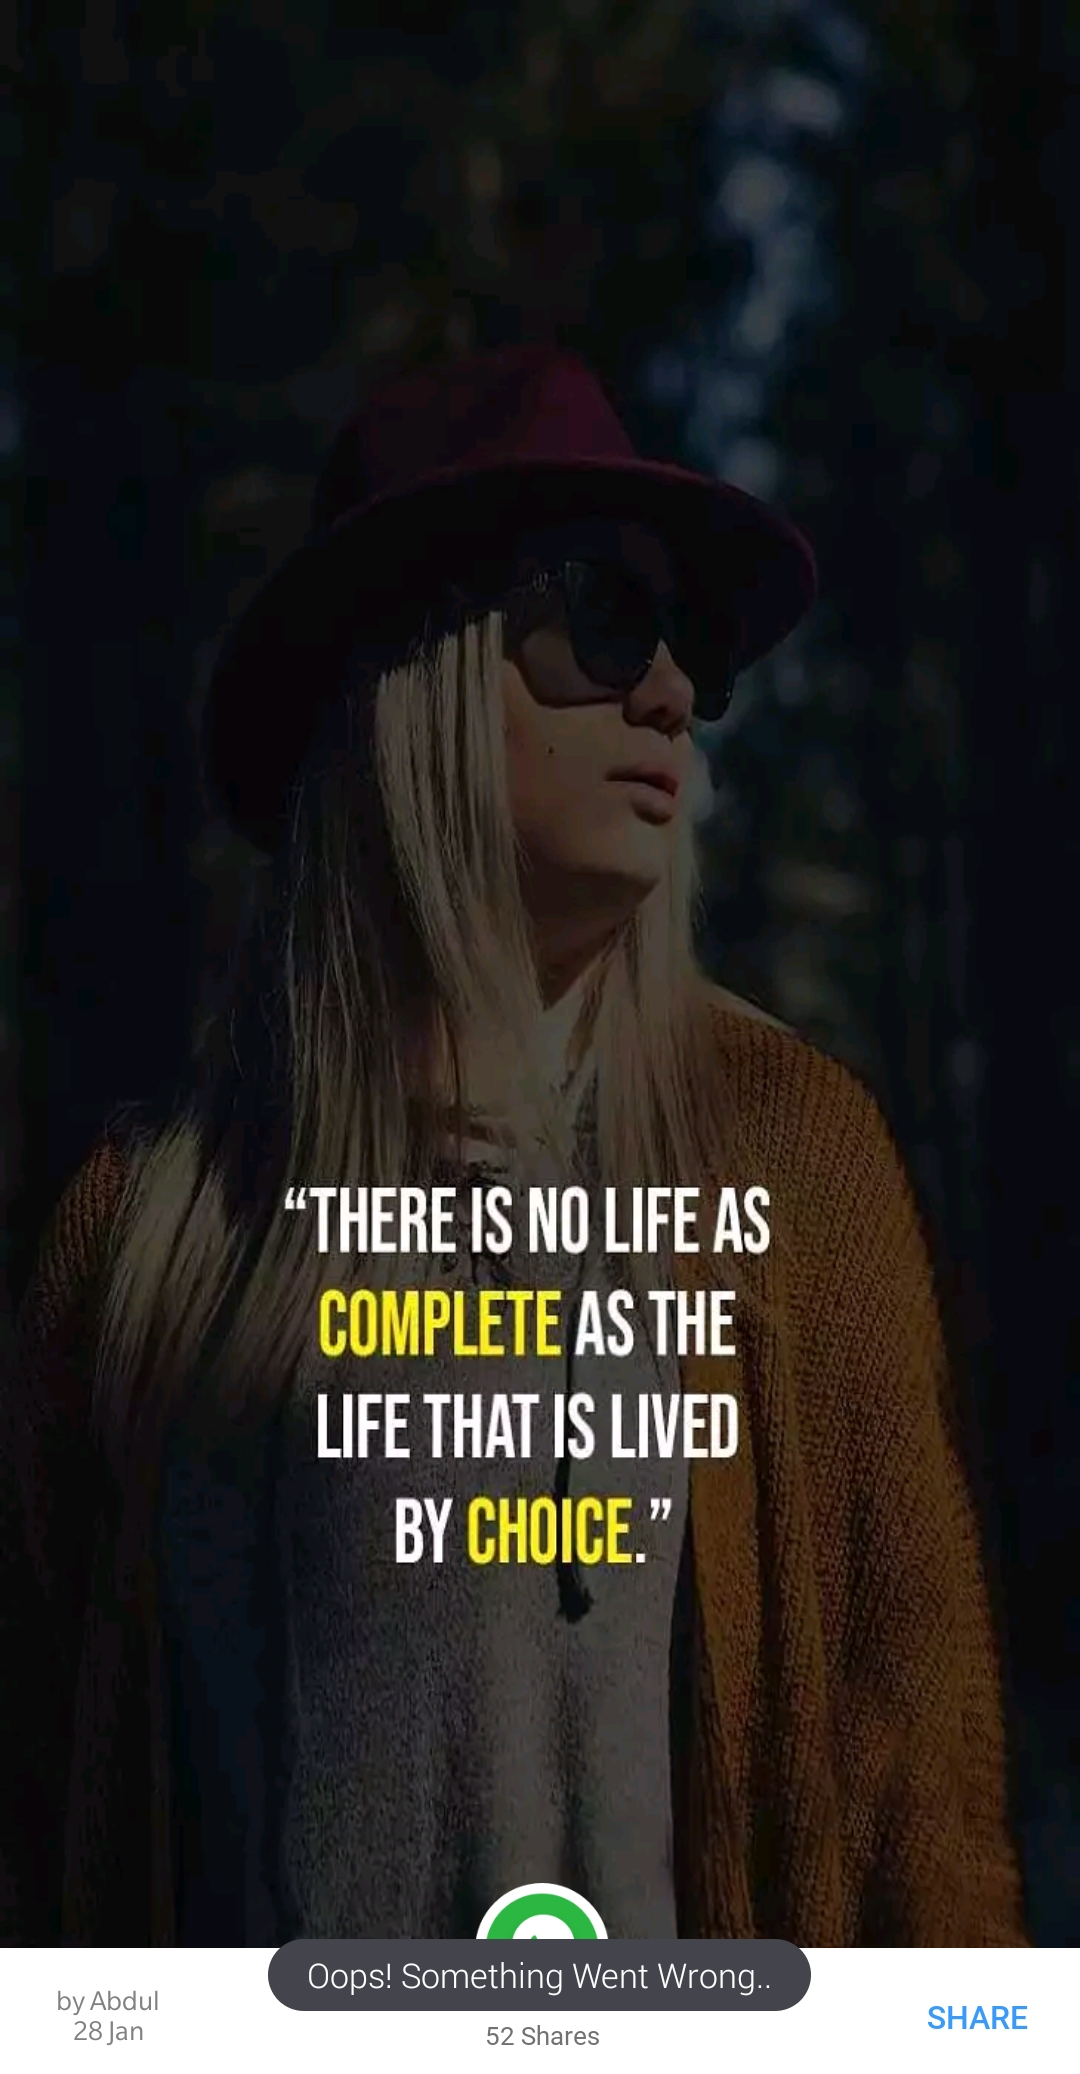 “THERE IS NO LIFE AS
COMPLETE AS THE
LIFE THAT IS LIVED
BY CHOICE.”
Oops! Something Went Wrong..
by Abdul
28 Jan
52 Shares
SHARE